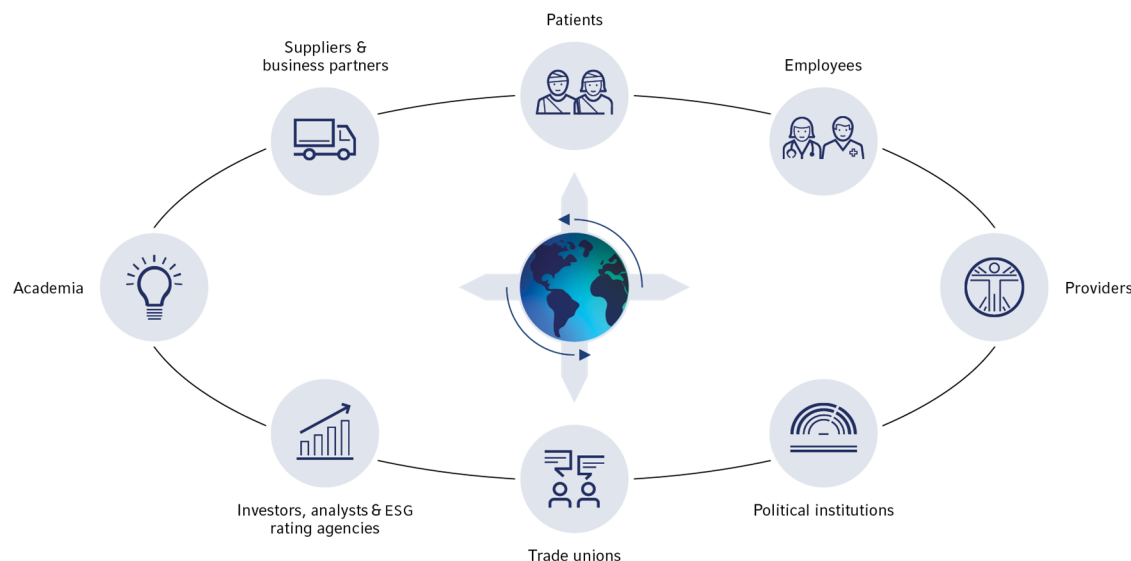 Patients
Suppliers &
business partners
Employees
Academia
Providers
Investors, analysts & ESG
rating agencies
Political institutions
Trade unions